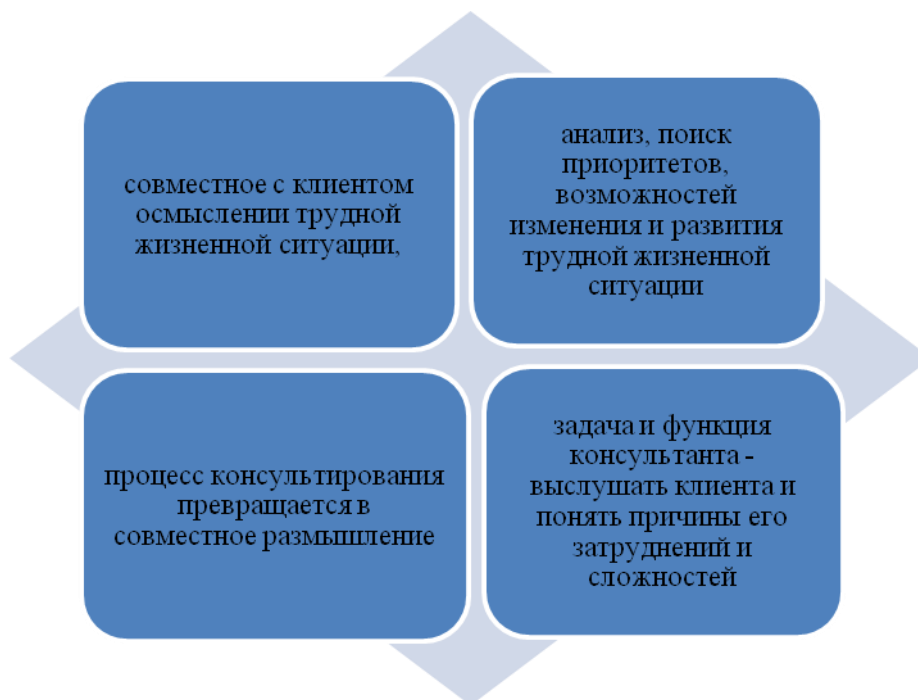 совместное с клиентом
осмыслении трудной
жизненной ситуации,
анализ, поиск
приоритетов,
возможностей
изменения и развития
трудной жизненной
ситуации
процесс консультирования
превращается в
совместное размышление
задача и функция
консультанта -
выслушать клиента и
понять причины его
затруднений и
сложностей